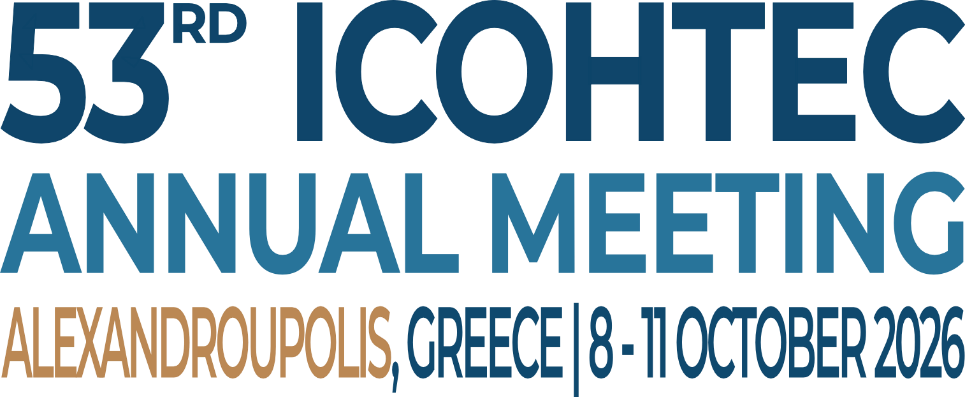 53RD ICOHTEC
ANNUAL MEETING
ALEXANDROUPOLIS, GREECE | 8 - 11 OCTOBER 2026